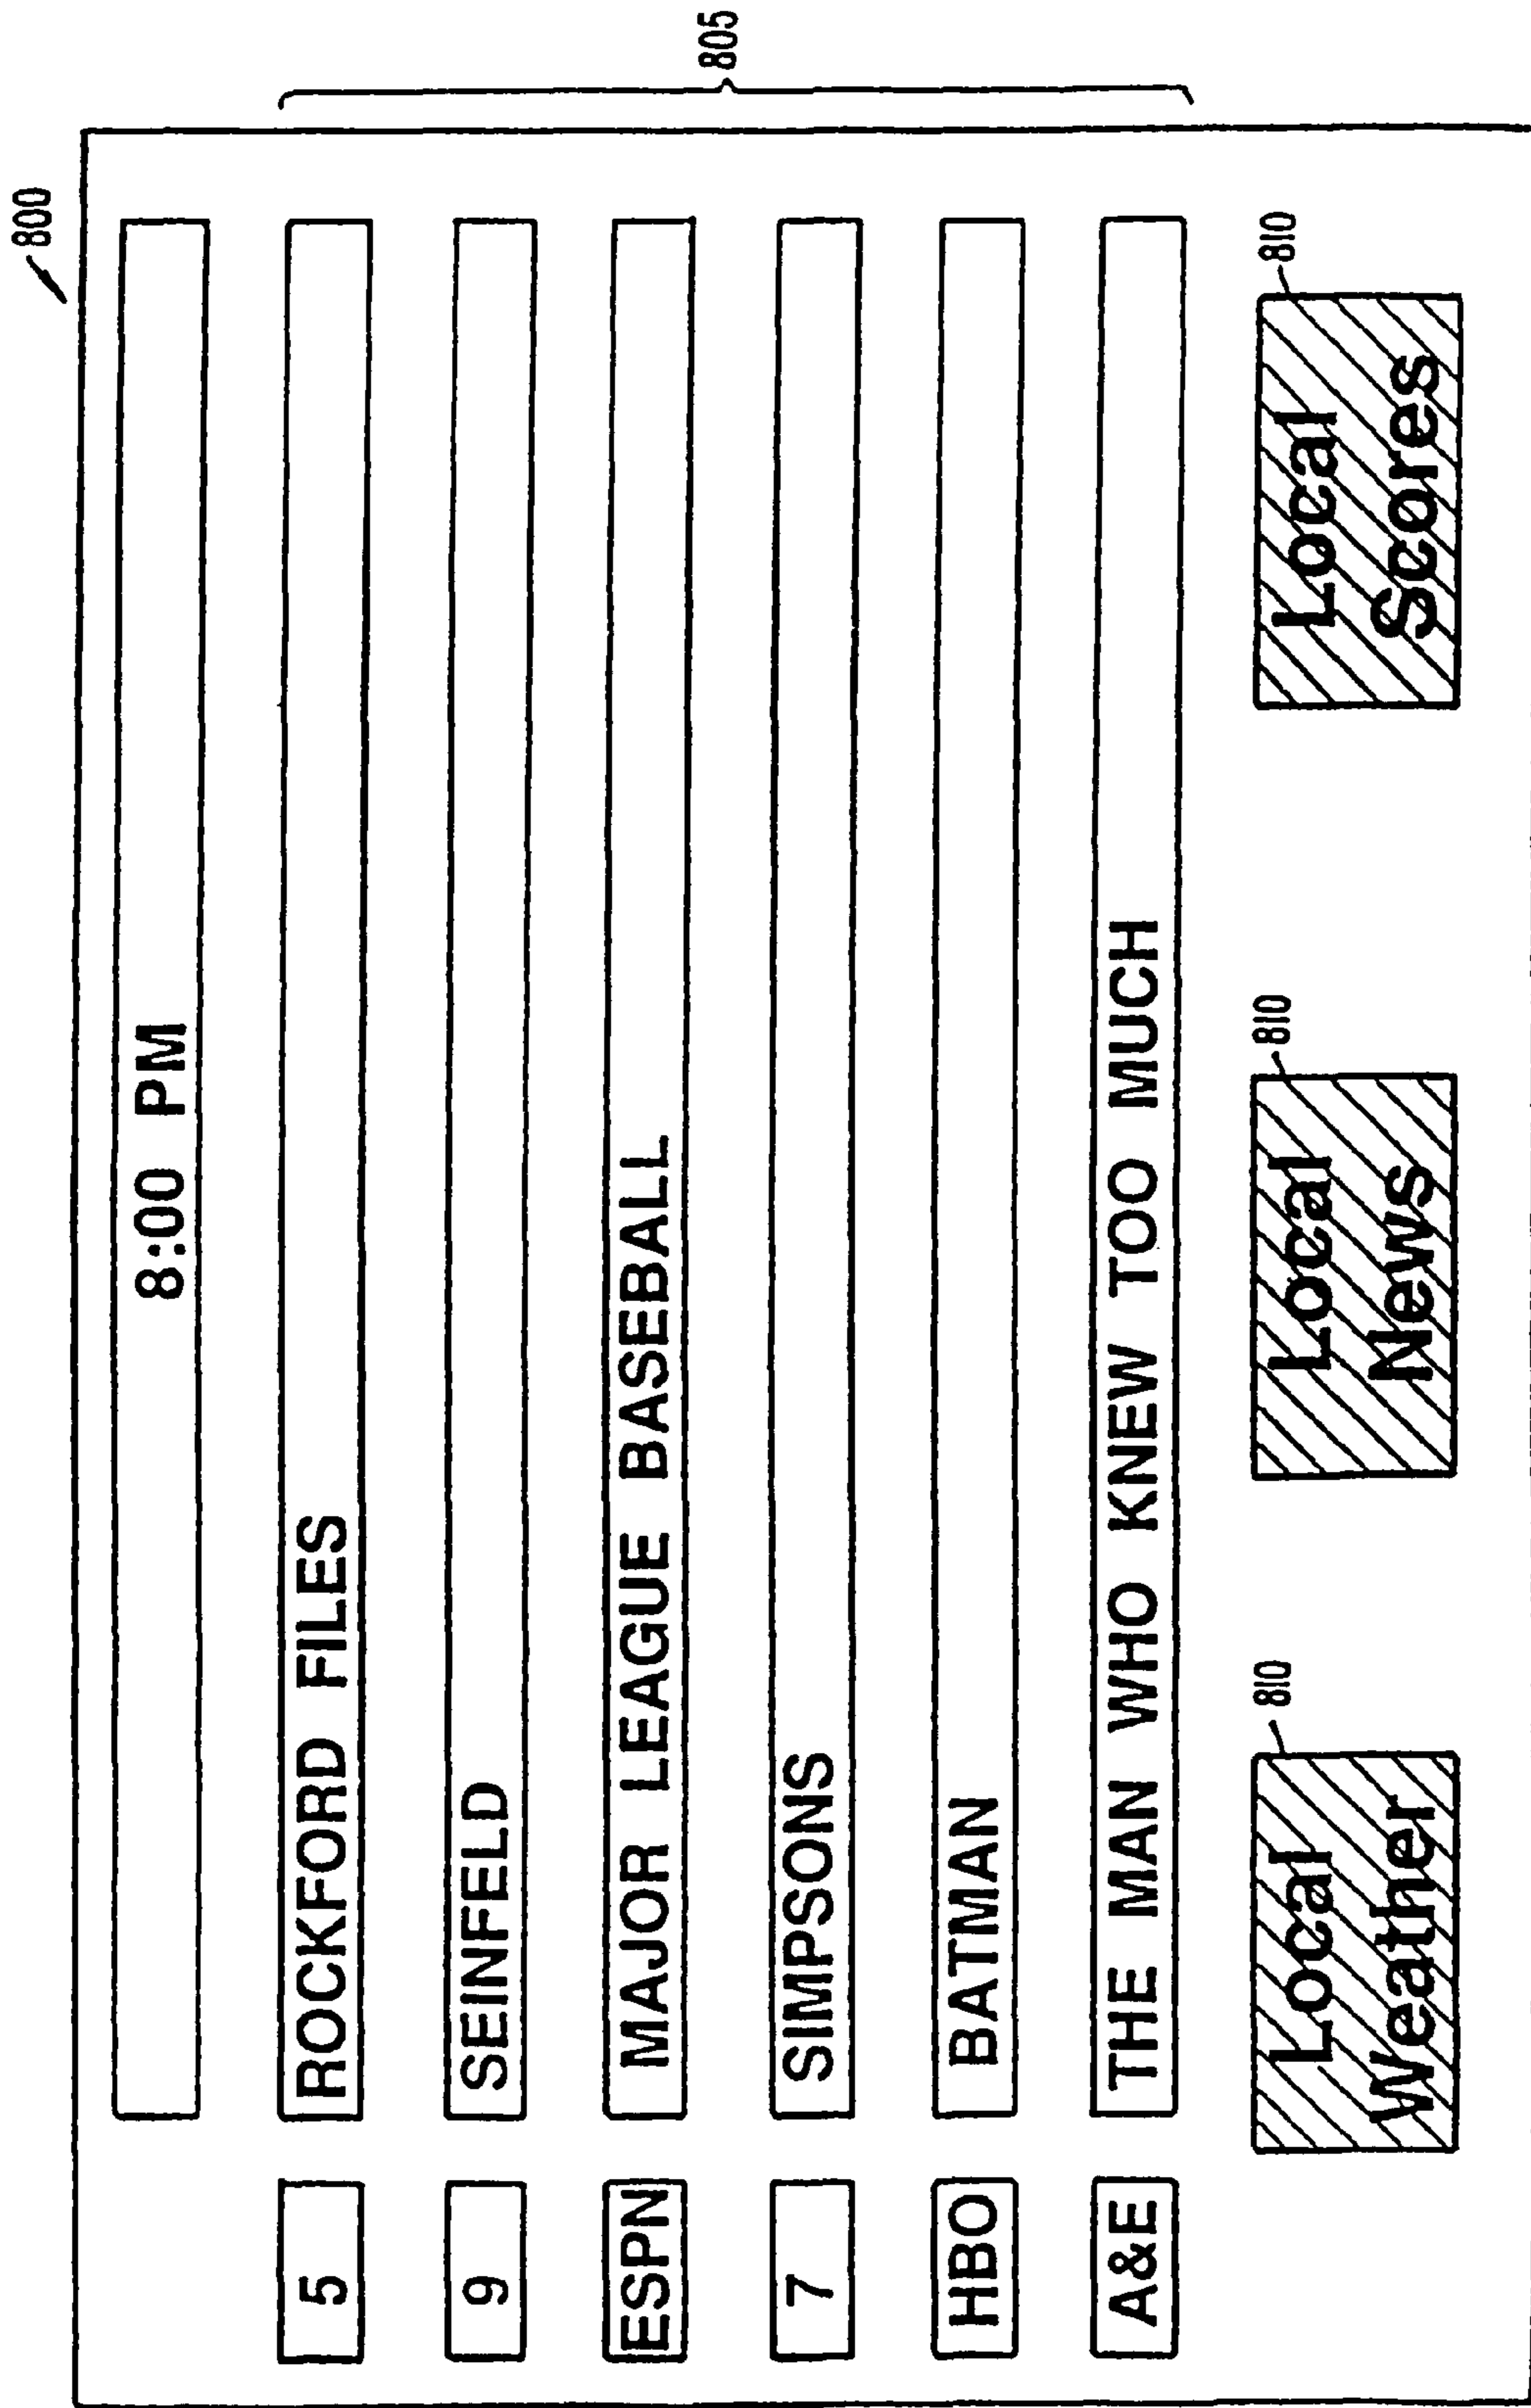 800
8:00 PM
5 ROCKFORD FILES
9 SEINFELD
ESPN MAJOR LEAGUE BASEBALL
7 SIMPSONS
HBO BATMAN
A&E THE MAN WHO KNEW TOO MUCH
805
810
810
810
Local
Weather
Local
News
Local
Scores